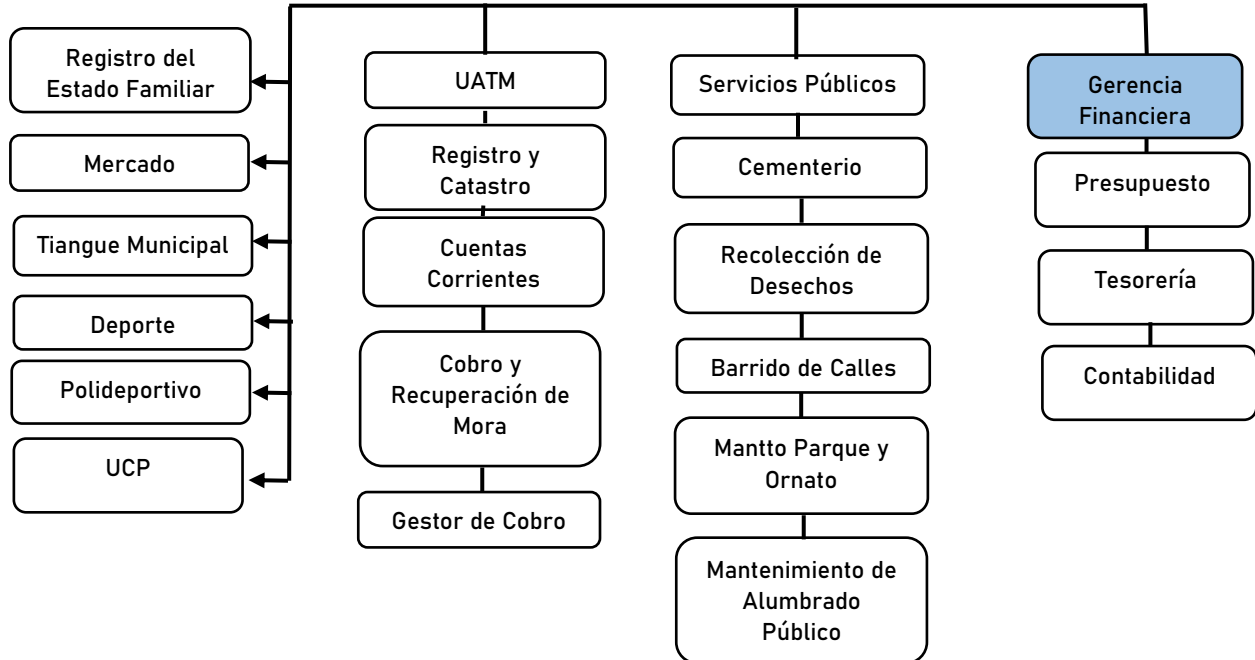 Registro del
Estado Familiar
Mercado
Tiangue Municipal
Deporte
Polideportivo
UCP
UATM
Registro y
Catastro
Cuentas
Corrientes
Cobro y
Recuperación de
Mora
Gestor de Cobro
Servicios Públicos
Cementerio
Recolección de
Desechos
Barrido de Calles
Mantto Parque y
Ornato
Mantenimiento de
Alumbrado
Público
Gerencia
Financiera
Presupuesto
Tesorería
Contabilidad